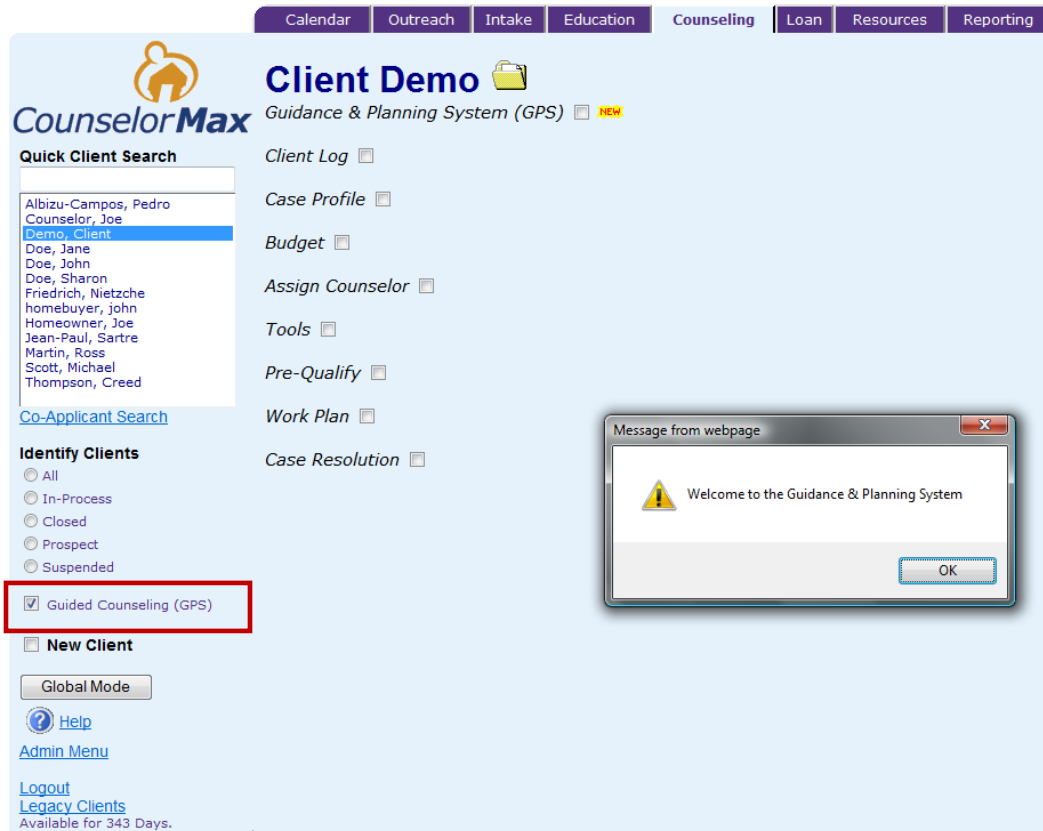 Calendar Outreach Intake Education Counseling Loan Resources Reporting
CounselorMax
Quick Client Search
Albizu-Campos, Pedro
Counselor, Joe
Demo, Client
Doe, Jane
Doe, John
Doe, Sharon
Friedrich, Nietzche
homebuyer, john
Homeowner, Joe
Jean-Paul, Sartre
Martin, Ross
Scott, Michael
Thompson, Creed
Co-Applicant Search
Identify Clients
All
In-Process
Closed
Prospect
Suspended
Guided Counseling (GPS)
New Client
Global Mode
Help
Admin Menu
Logout
Legacy Clients
Available for 343 Days.
Client Demo
Guidance & Planning System (GPS) NEW
Client Log
Case Profile
Budget
Assign Counselor
Tools
Pre-Qualify
Work Plan
Case Resolution
Message from webpage
Welcome to the Guidance & Planning System
OK